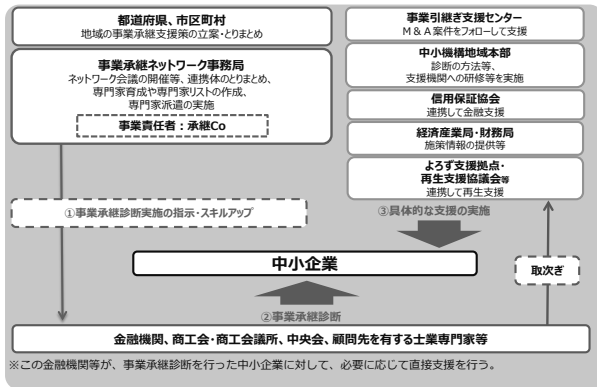 都道府県、市区町村
地域の事業承継支援策の立案・とりまとめ
事業承継ネットワーク事務局
ネットワーク会議の開催等、連携体のとりまとめ、
専門家育成や専門家リストの作成、
専門家派遣の実施
事業責任者：承継Co
①事業承継診断実施の指示・スキルアップ
事業引継ぎ支援センター
M&A案件をフォローして支援
中小機構地域本部
診断の方法等、
支援機関への研修等を実施
信用保証協会
連携して金融支援
経済産業局・財務局
施策情報の提供等
よろず支援拠点・
再生支援協議会等
連携して再生支援
③具体的な支援の実施
中小企業
取次ぎ
②事業承継診断
金融機関、商工会・商工会議所、中央会、顧問先を有する士業専門家等
※この金融機関等が、事業承継診断を行った中小企業に対して、必要に応じて直接支援を行う。